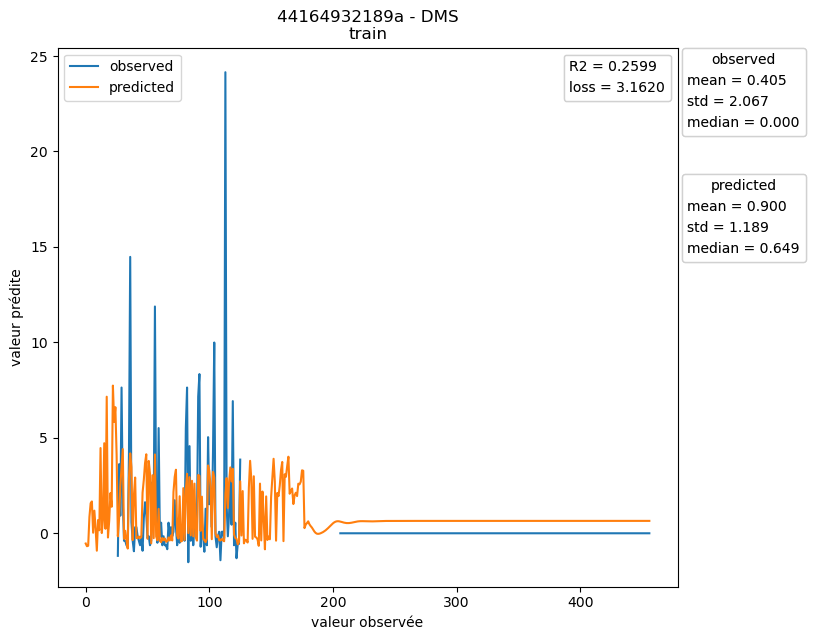 44164932189a - DMS
train
observed
predicted
R2 = 0.2599
loss = 3.1620
observed
mean = 0.405
std = 2.067
median = 0.000
predicted
mean = 0.900
std = 1.189
median = 0.649
valeur prédite
25
20
15
10
5
0
0
100
200
300
400
valeur observée